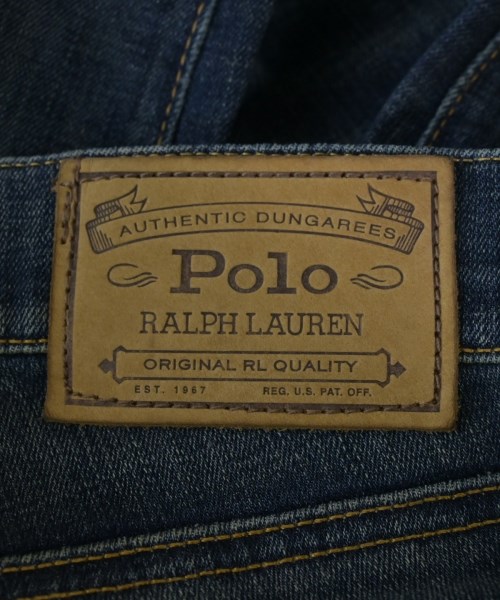 AUTHENTIC DUNGAREES
Polo
RALPH LAUREN
ORIGINAL RL QUALITY
EST. 1967 REG. U.S. PAT. OFF.